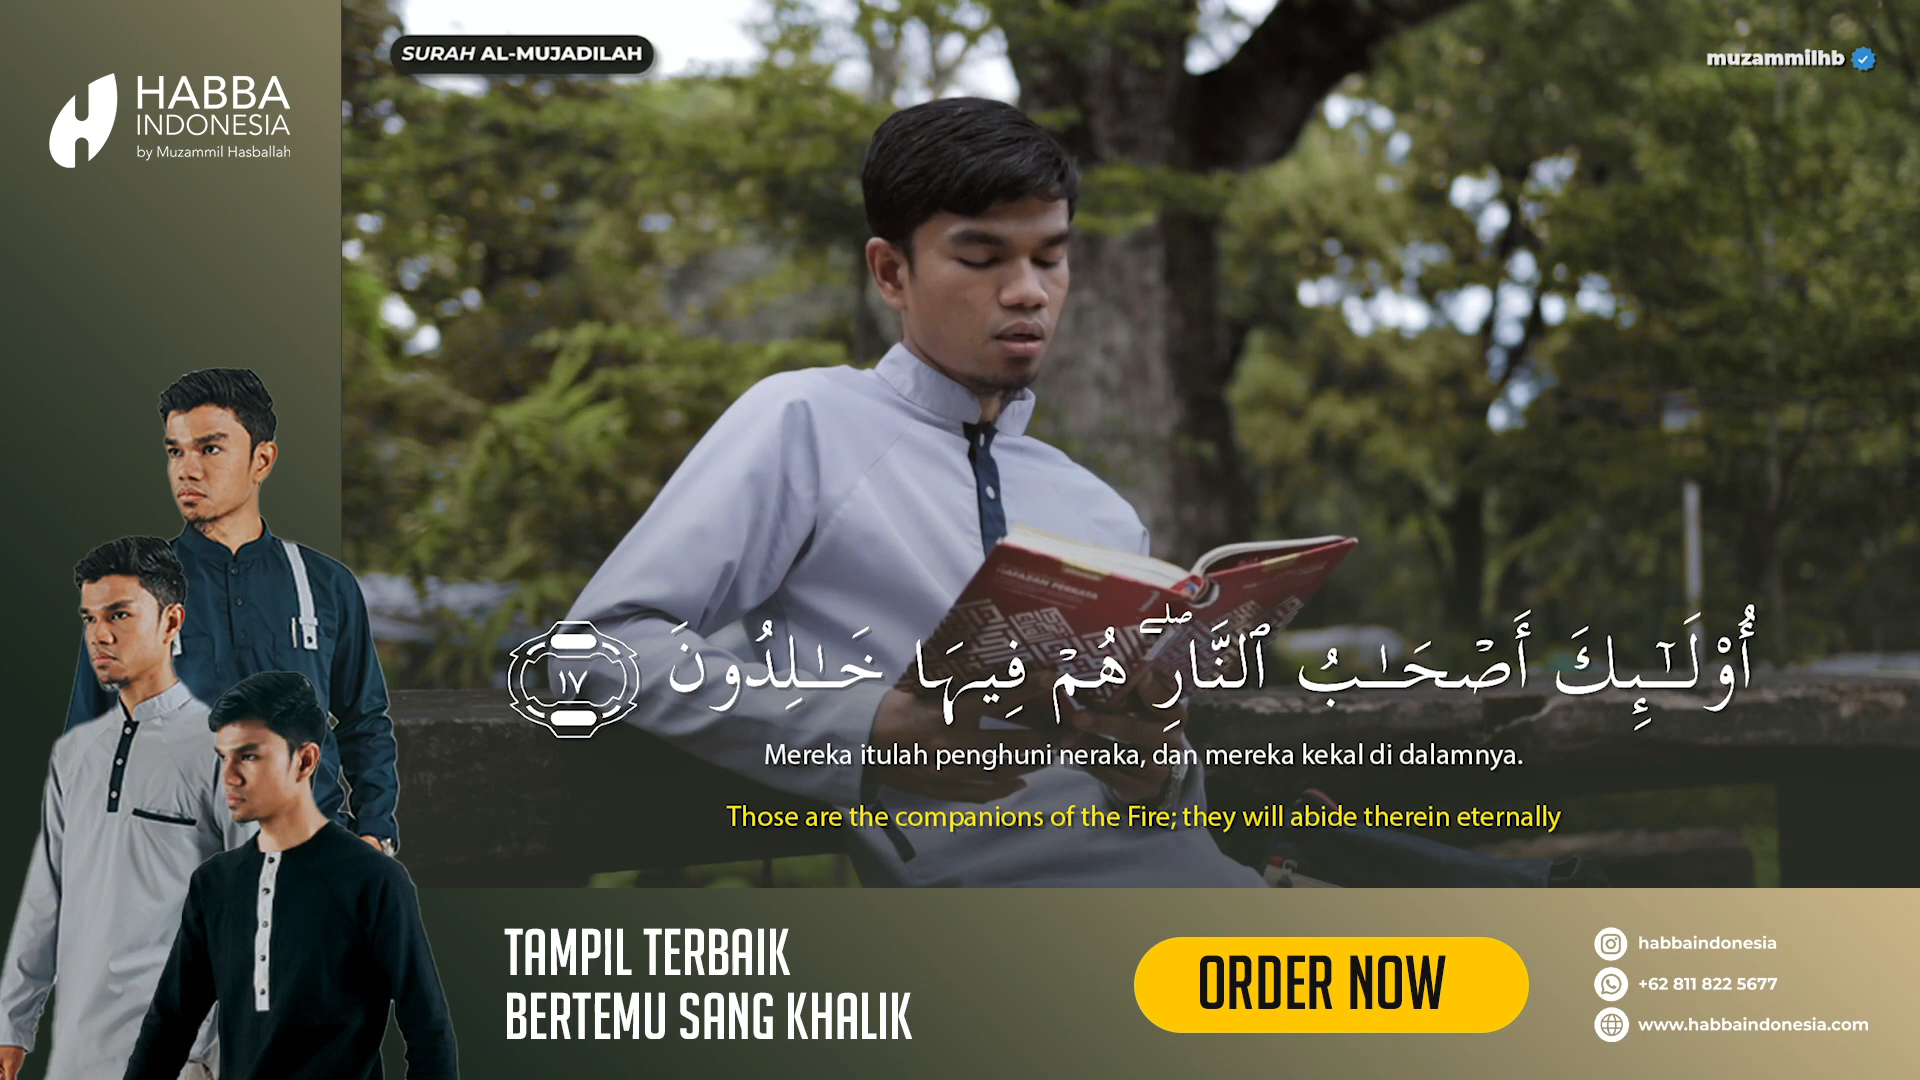 SURAH AL-MUJADILAH
muzammilhb
HABBA
INDONESIA
by Muzammil Hasballah
HAFAZAN PERKATA
أُو۟لَـٰٓئِكَ أَصْحَـٰبُ ٱلنَّارِ ۖ هُمْ فِيهَا خَـٰلِدُونَ ١٧
Mereka itulah penghuni neraka, dan mereka kekal di dalamnya.
Those are the companions of the Fire; they will abide therein eternally
TAMPIL TERBAIK
BERTEMU SANG KHALIK
ORDER NOW
habbaindonesia
+62 811 822 5677
www.habbaindonesia.com